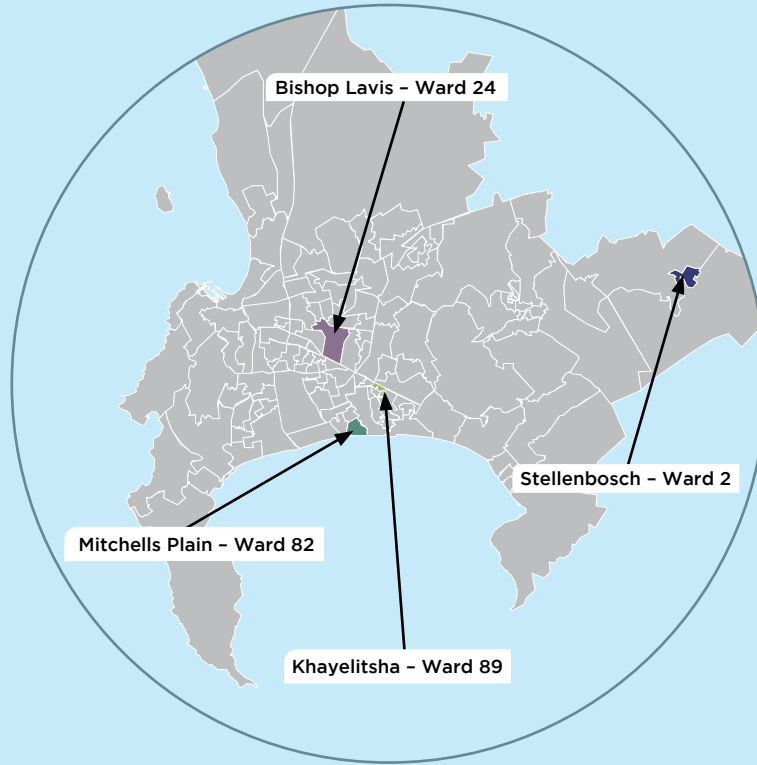 Bishop Lavis – Ward 24
Stellenbosch – Ward 2
Mitchells Plain – Ward 82
Khayelitsha – Ward 89